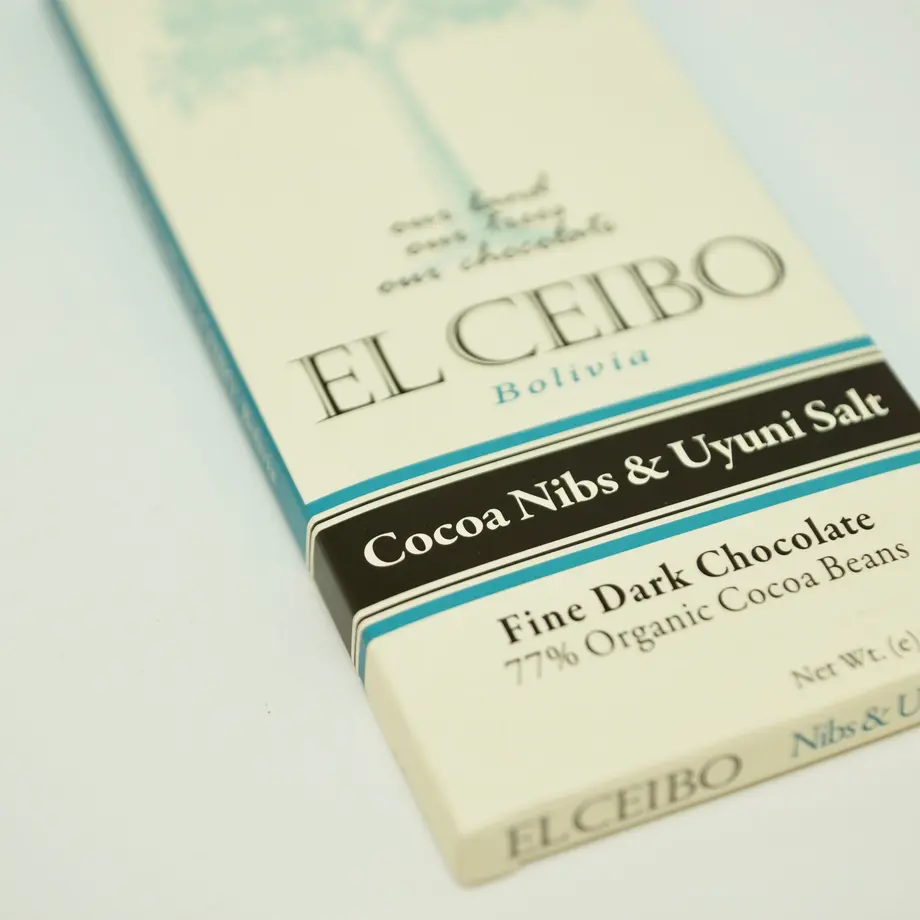 our land
our trees
our chocolate
EL CEIBO
Bolivia
Cocoa Nibs & Uyuni Salt
Fine Dark Chocolate
77% Organic Cocoa Beans
Net Wt. (e)
EL CEIBO
Nibs & U